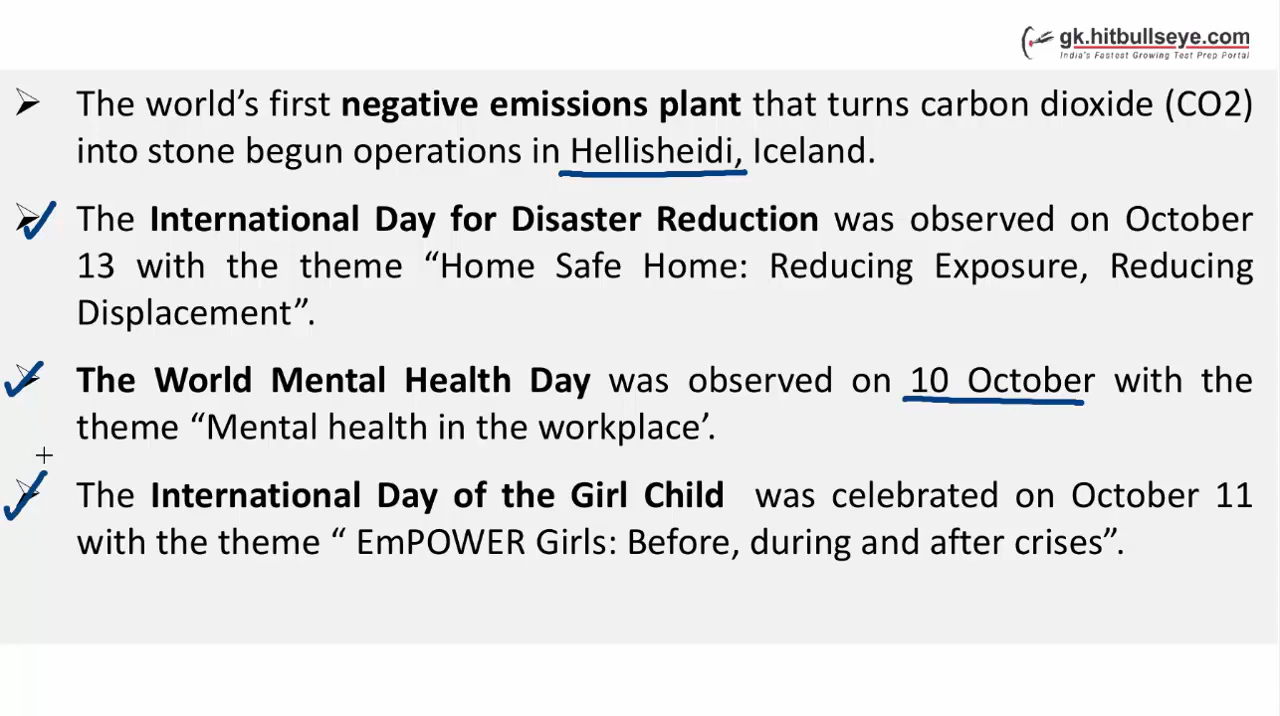 gk.hitbullseye.com
India's Fastest Growing Test Prep Portal
The world's first negative emissions plant that turns carbon dioxide (CO2)
into stone begun operations in Hellisheidi, Iceland.
The International Day for Disaster Reduction was observed on October
13 with the theme “Home Safe Home: Reducing Exposure, Reducing
Displacement”.
The World Mental Health Day was observed on 10 October with the
theme “Mental health in the workplace’.
The International Day of the Girl Child was celebrated on October 11
with the theme “ EmPOWER Girls: Before, during and after crises”.